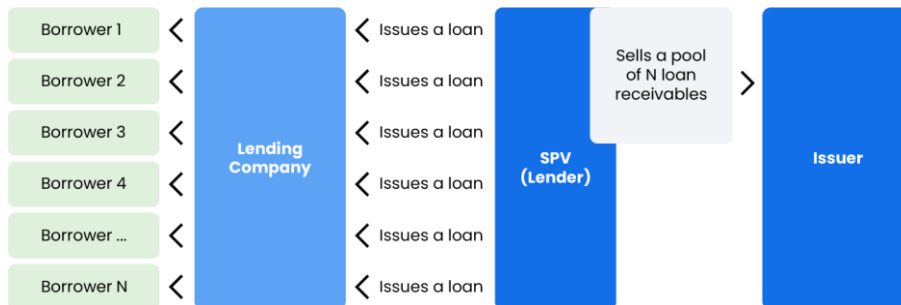 Borrower 1
Issues a loan
Borrower 2
Issues a loan
Borrower 3
Issues a loan
Borrower 4
Issues a loan
Borrower ...
Issues a loan
Borrower N
Issues a loan
Lending
Company
SPV
(Lender)
Sells a pool
of N loan
receivables
Issuer